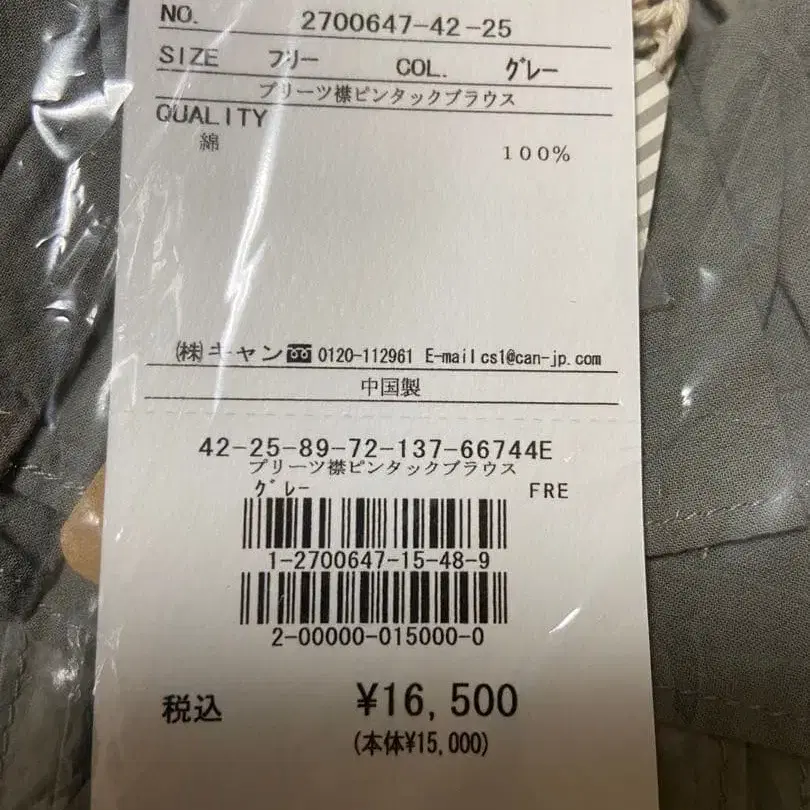 NO. 2700647-42-25
SIZE フリー COL. グレー
プリーツ襟ピンタックブラウス
QUALITY
綿 100%
㈱キャン 0120-112961 E-mail cs1@can-jp.com
中国製
42-25-89-72-137-66744E
プリーツ襟ピンタックブラウス
グレー FRE
1-2700647-15-48-9
2-00000-015000-0
税込 ¥16,500
(本体¥15,000)